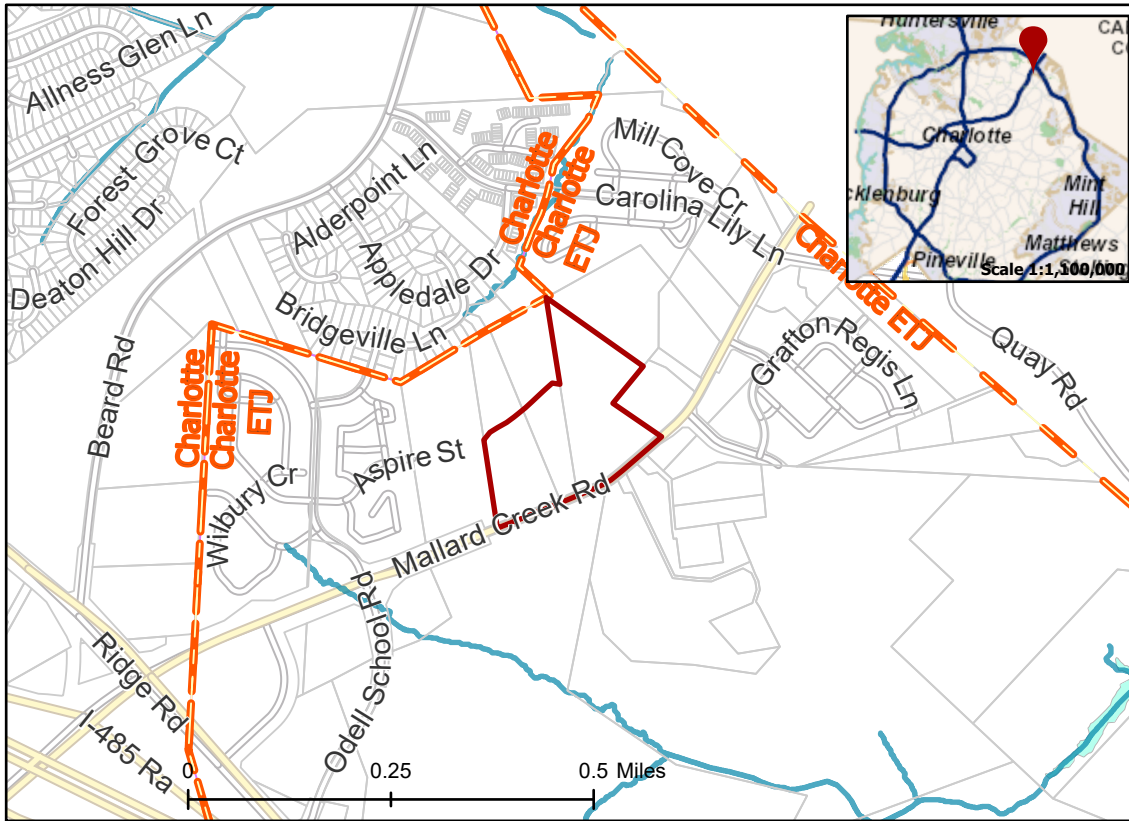 Allness Glen Ln
Forest Grove Ct
Deaton Hill Dr
Beard Rd
Alderpoint Ln
Appledale Dr
Bridgeville Ln
Charlotte
Charlotte
ETJ
Mill Cove Cr
Carolina Lily Ln
Charlotte ETJ
Quay Rd
Grafton Regis Ln
Charlotte
Charlotte
ETJ
Wilbury Cr
Aspire St
Mallard Creek Rd
Odell School Rd
Ridge Rd
I-485 Ra
0
0.25
0.5 Miles
Huntersville
CA
C
Charlotte
cklenburg
Mint
Hill
Matthews
Pineville
Scale 1:1,100,000